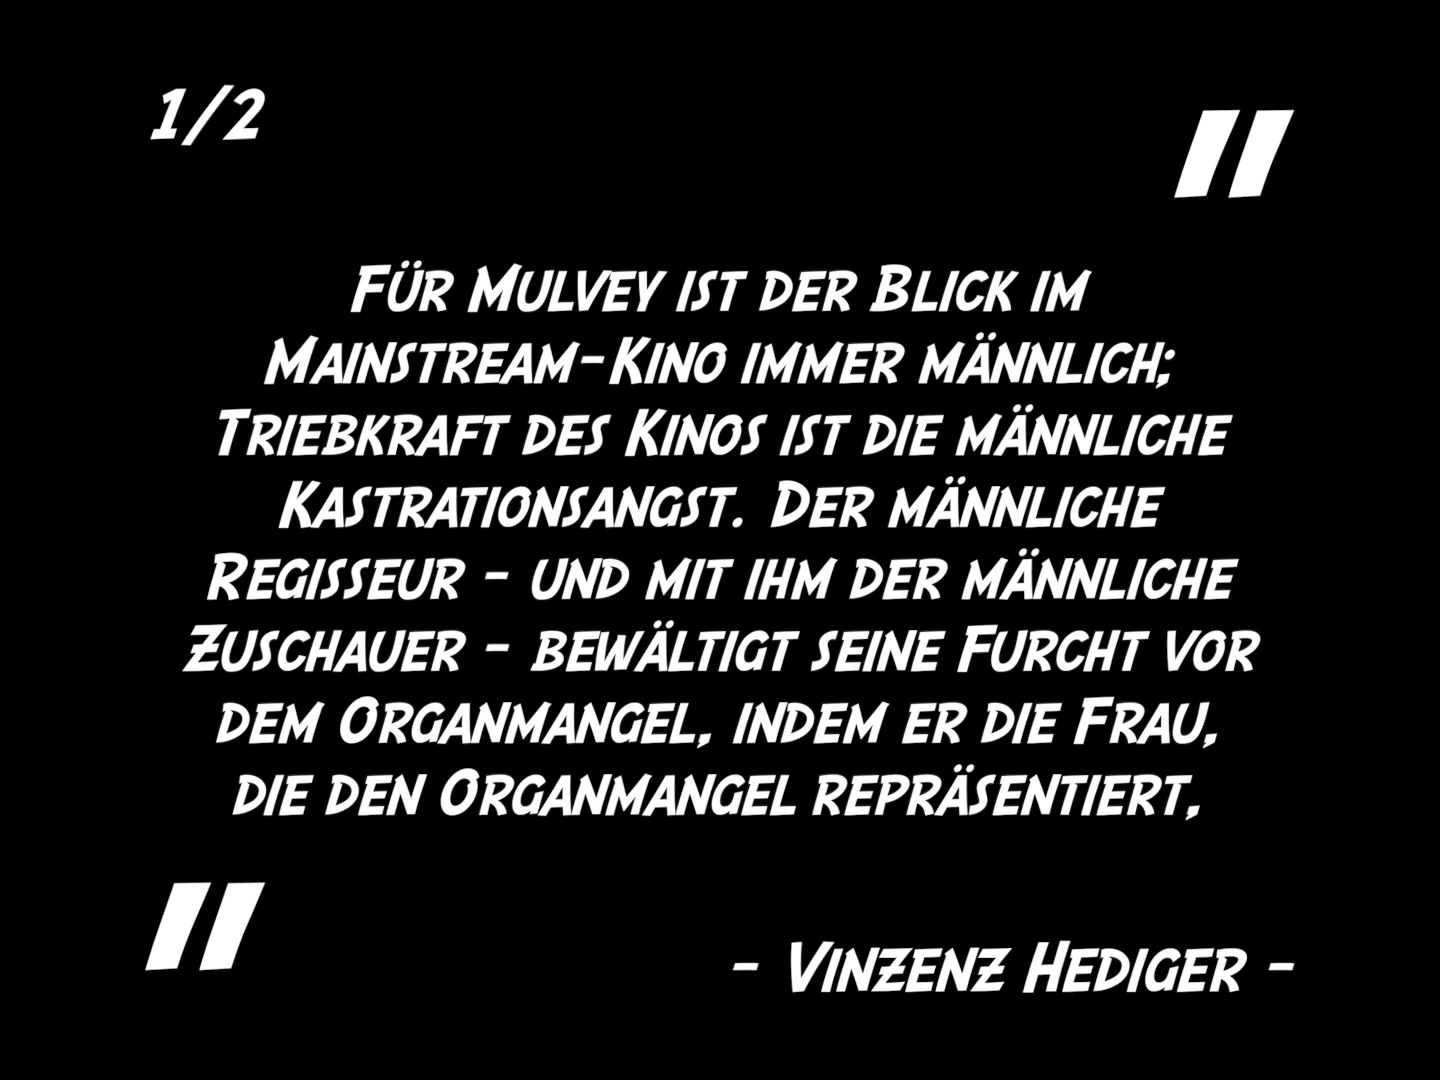 1/2
"
Für Mulvey ist der Blick im
Mainstream-Kino immer männlich;
Triebkraft des Kinos ist die männliche
Kastrationsangst. Der männliche
Regisseur - und mit ihm der männliche
Zuschauer - bewältigt seine Furcht vor
dem Organmangel, indem er die Frau,
die den Organmangel repräsentiert,
"
- Vinzenz Hediger -